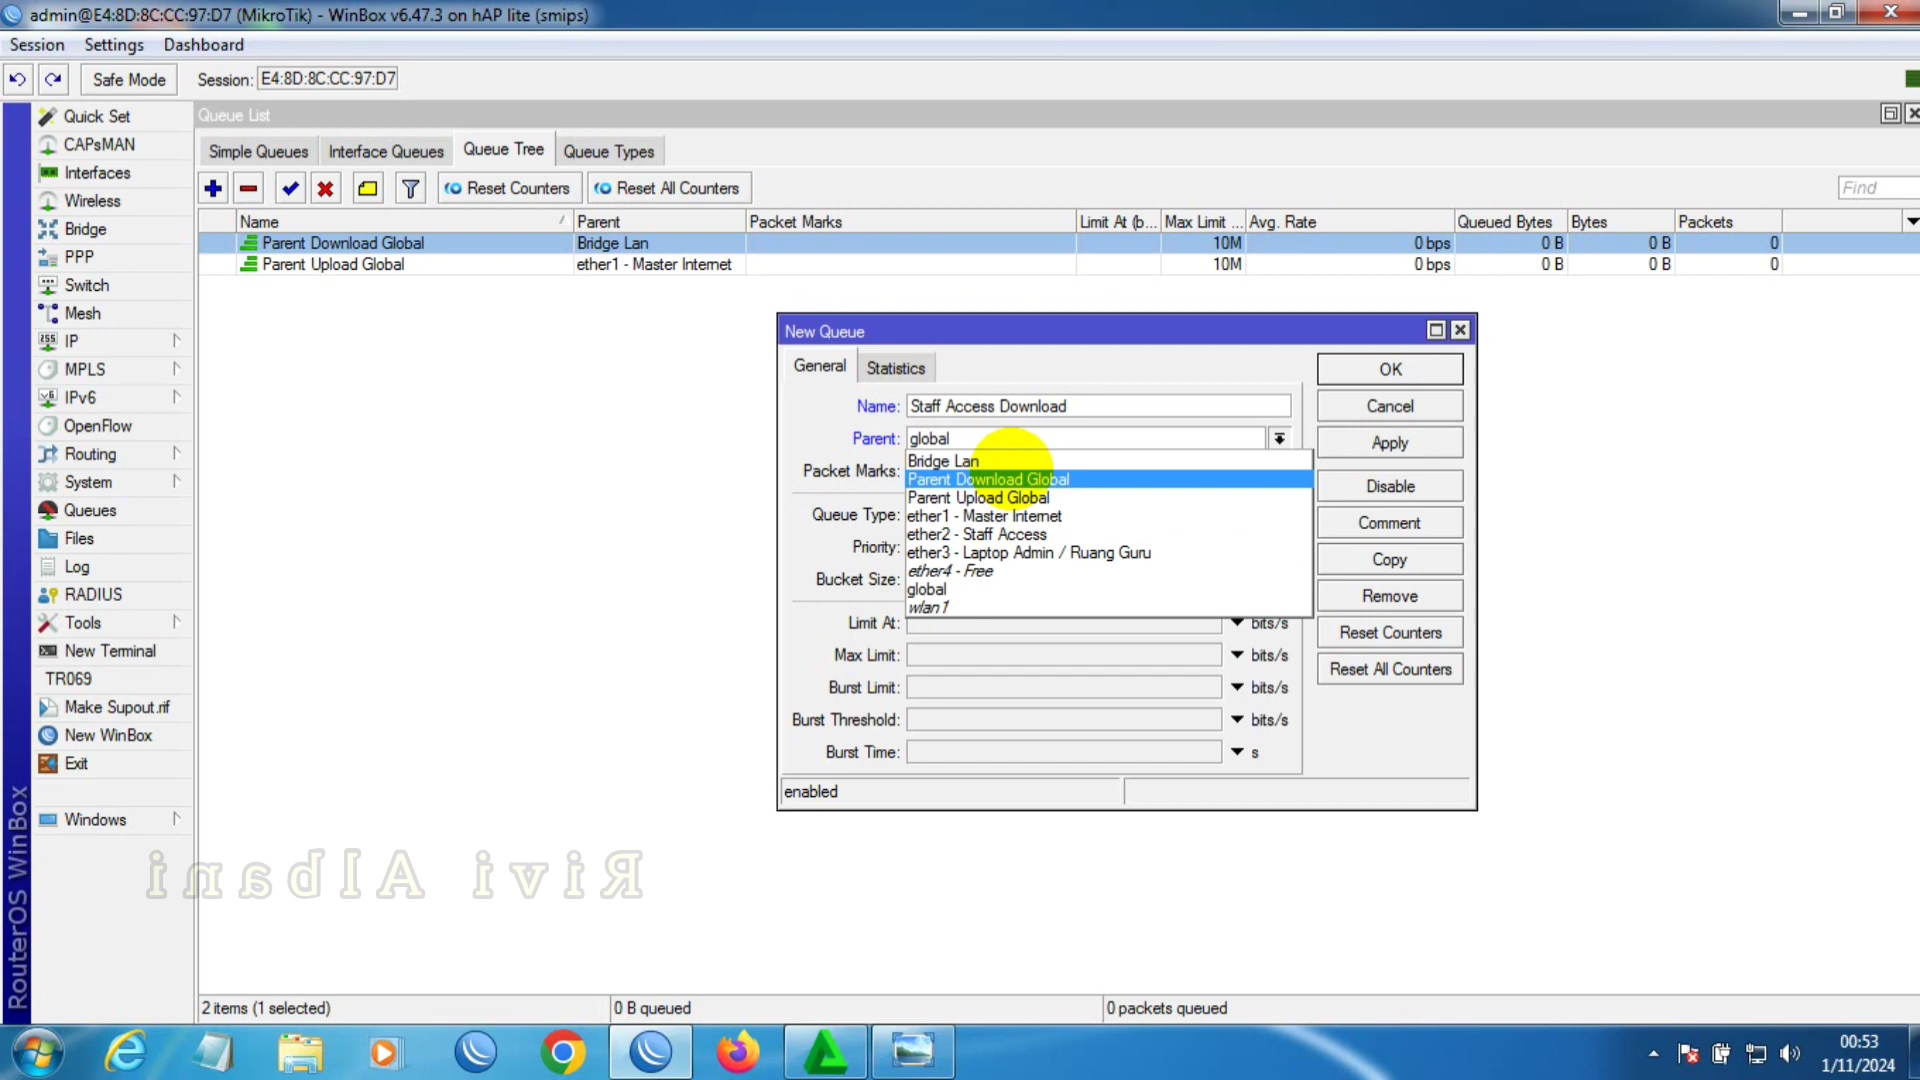 admin@E4:8D:8C:CC:97:D7 (MikroTik) - WinBox v6.47.3 on hAP lite (smips)
Session Settings Dashboard
Safe Mode Session: E4:8D:8C:CC:97:D7
Quick Set
CAPsMAN
Interfaces
Wireless
Bridge
PPP
Switch
Mesh
IP
MPLS
IPv6
OpenFlow
Routing
System
Queues
Files
Log
RADIUS
Tools
New Terminal
TR069
Make Supout.rif
New WinBox
Exit
Windows
RouterOS WinBox
Queue List
Simple Queues Interface Queues Queue Tree Queue Types
Reset Counters Reset All Counters Find
Name Parent Packet Marks Limit At (b... Max Limit ... Avg. Rate Queued Bytes Bytes Packets
Parent Download Global Bridge Lan 10M 0 bps 0 B 0 B 0
Parent Upload Global ether1 - Master Internet 10M 0 bps 0 B 0 B 0
New Queue
General Statistics
Name: Staff Access Download
Parent: global
Packet Marks:
Queue Type:
Priority:
Bucket Size:
Bridge Lan
Parent Download Global
Parent Upload Global
ether1 - Master Internet
ether2 - Staff Access
ether3 - Laptop Admin / Ruang Guru
ether4 - Free
global
wlan1
Limit At: bits/s
Max Limit: bits/s
Burst Limit: bits/s
Burst Threshold: bits/s
Burst Time: s
enabled
OK
Cancel
Apply
Disable
Comment
Copy
Remove
Reset Counters
Reset All Counters
Rivi Albani
2 items (1 selected) 0 B queued 0 packets queued
00:53
1/11/2024